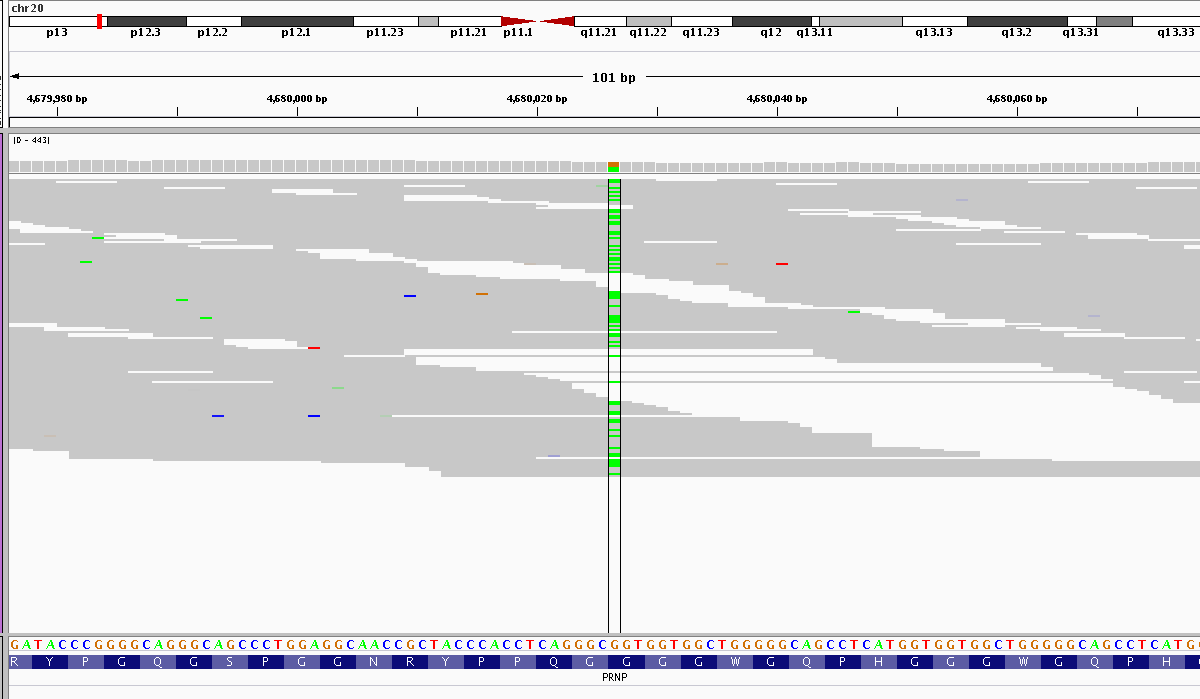 chr20
p13 p12.3 p12.2 p12.1 p11.23 p11.21 p11.1 q11.21 q11.22 q11.23 q12 q13.11 q13.13 q13.2 q13.31 q13.33
101 bp
4,679,980 bp 4,680,000 bp 4,680,020 bp 4,680,040 bp 4,680,060 bp
[0 - 443]
G A T A C C C G G G G C A G G G C A G C C C T G G A G G C A A C C G C T A C C C A C C T C A G G G C G G T G G T G G C T G G G G G C A G C C T C A T G G T G G T G G C T G G G G G C A G C C T C A T G
R Y P G Q G S P G G N R Y P P Q G G G G W G Q P H G G G W G Q P H
PRNP